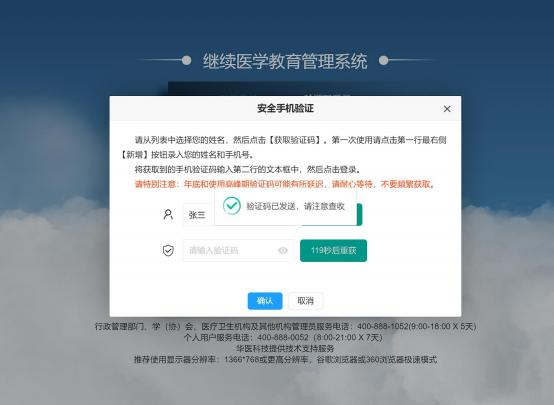 继续医学教育管理系统
安全手机验证
请从列表中选择您的姓名，然后点击【获取验证码】。第一次使用请点击第一行最右侧
【新增】按钮录入您的姓名和手机号。
将获取到的手机验证码输入第二行的文本框中，然后点击登录。
请特别注意：年底和使用高峰期验证码可能有所延迟，请耐心等待，不要频繁获取。
张三
验证码已发送，请注意查收
请输入验证码
119秒后重获
确认 取消
行政管理部门、学（协）会、医疗卫生机构及其他机构管理员服务电话：400-888-1052(9:00-18:00 X 5天)
个人用户服务电话：400-888-0052（8:00-21:00 X 7天）
华医科技提供技术支持服务
推荐使用显示器分辨率：1366*768或更高分辨率，谷歌浏览器或360浏览器极速模式